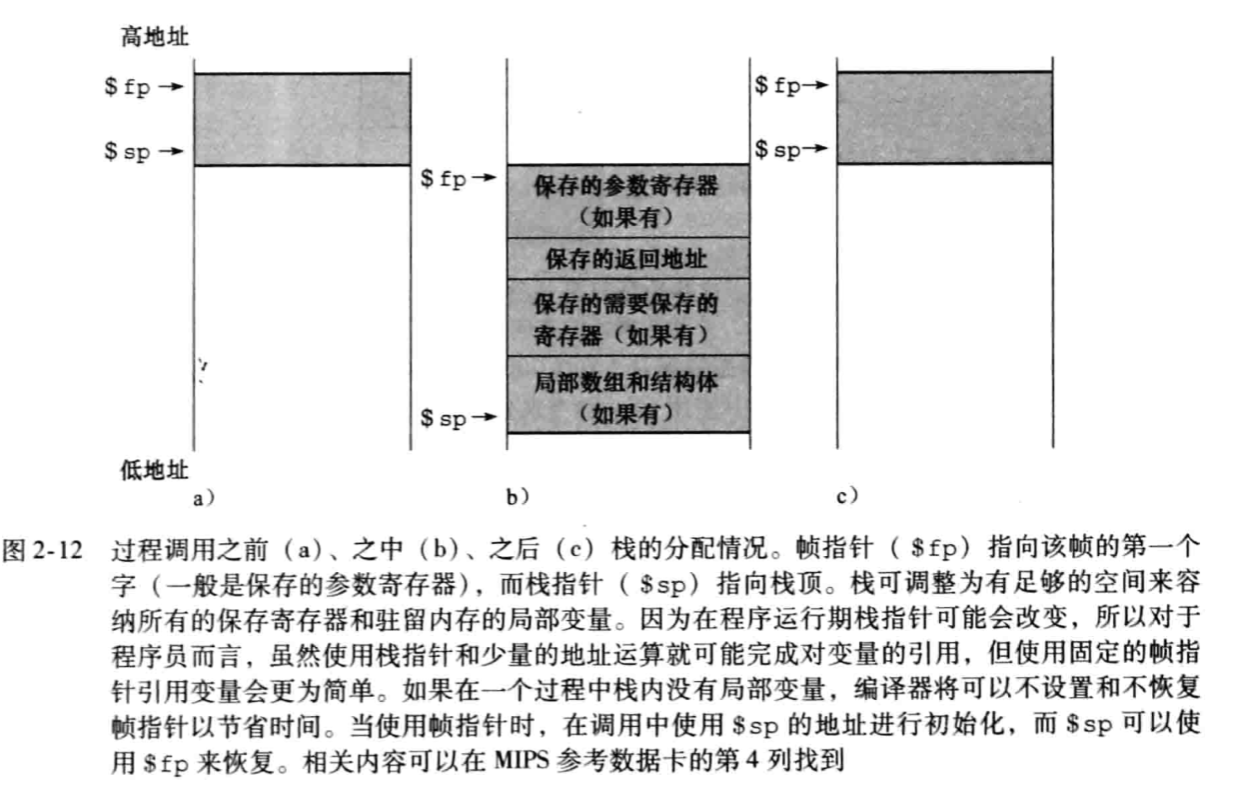 高地址
$fp→
$sp→
$fp→
$sp→
$fp→
$sp→
保存的参数寄存器
（如果有）
保存的返回地址
保存的需要保存的
寄存器（如果有）
局部数组和结构体
（如果有）
低地址
a）
b）
c）
图 2-12 过程调用之前（a）、之中（b）、之后（c）栈的分配情况。帧指针（$fp）指向该帧的第一个
字（一般是保存的参数寄存器），而栈指针（$sp）指向栈顶。栈可调整为有足够的空间来容
纳所有的保存寄存器和驻留内存的局部变量。因为在程序运行期栈指针可能会改变，所以对于
程序员而言，虽然使用栈指针和少量的地址运算就可能完成对变量的引用，但使用固定的帧指
针引用变量会更为简单。如果在一个过程中栈内没有局部变量，编译器将可以不设置和不恢复
帧指针以节省时间。当使用帧指针时，在调用中使用 $sp 的地址进行初始化，而 $sp 可以使
用 $fp 来恢复。相关内容可以在 MIPS 参考数据卡的第 4 列找到